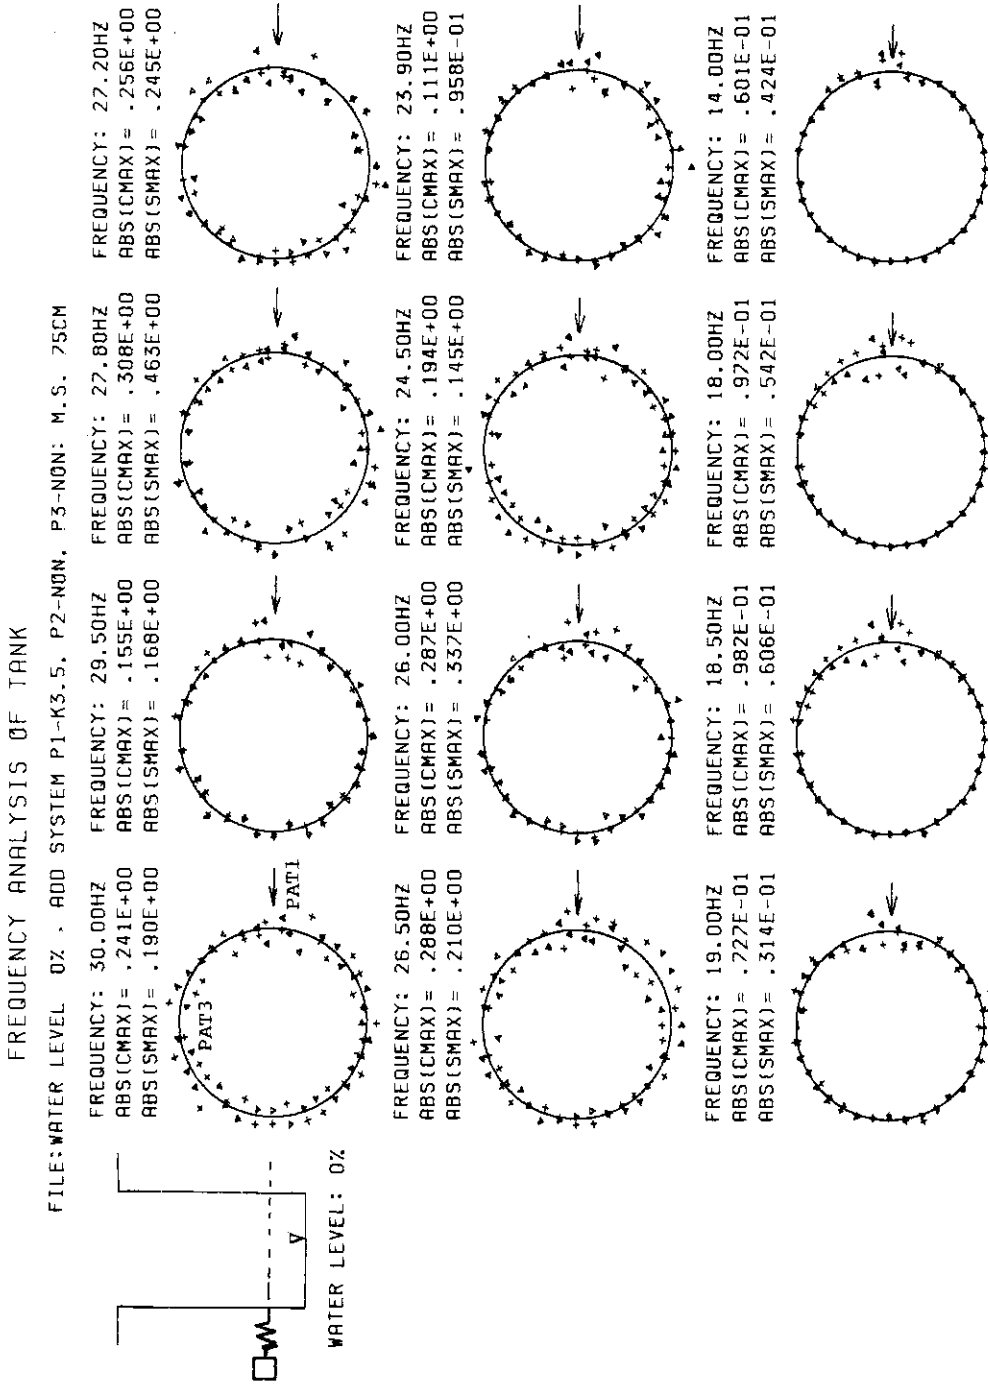 FREQUENCY ANALYSIS OF TANK
FILE:WATER LEVEL 0% . ADD SYSTEM P1-K3.5. P2-NON. P3-NON: M.S. 75CM
WATER LEVEL: 0%
FREQUENCY: 30.00HZ
ABS(CMAX)= .241E+00
ABS(SMAX)= .190E+00
PAT3
PAT1
FREQUENCY: 29.50HZ
ABS(CMAX)= .155E+00
ABS(SMAX)= .168E+00
FREQUENCY: 27.80HZ
ABS(CMAX)= .308E+00
ABS(SMAX)= .463E+00
FREQUENCY: 27.20HZ
ABS(CMAX)= .256E+00
ABS(SMAX)= .245E+00
FREQUENCY: 26.50HZ
ABS(CMAX)= .288E+00
ABS(SMAX)= .210E+00
FREQUENCY: 26.00HZ
ABS(CMAX)= .287E+00
ABS(SMAX)= .337E+00
FREQUENCY: 24.50HZ
ABS(CMAX)= .194E+00
ABS(SMAX)= .145E+00
FREQUENCY: 23.90HZ
ABS(CMAX)= .111E+00
ABS(SMAX)= .958E-01
FREQUENCY: 19.00HZ
ABS(CMAX)= .727E-01
ABS(SMAX)= .314E-01
FREQUENCY: 18.50HZ
ABS(CMAX)= .982E-01
ABS(SMAX)= .606E-01
FREQUENCY: 18.00HZ
ABS(CMAX)= .972E-01
ABS(SMAX)= .542E-01
FREQUENCY: 14.00HZ
ABS(CMAX)= .601E-01
ABS(SMAX)= .424E-01